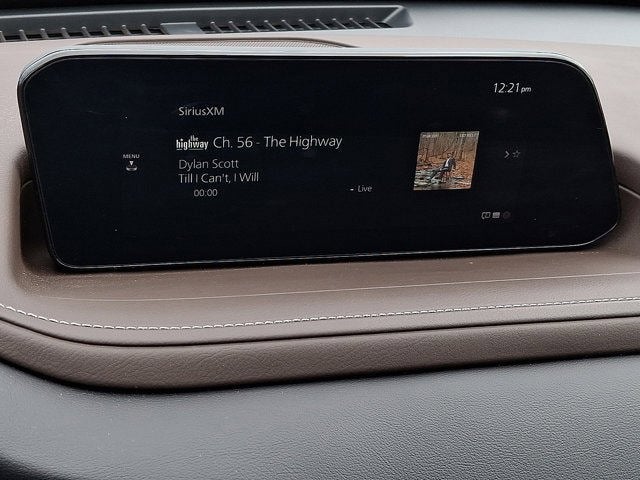 12:21 pm
SiriusXM
the highway Ch. 56 - The Highway
MENU
Dylan Scott
Till I Can't, I Will
00:00
- Live